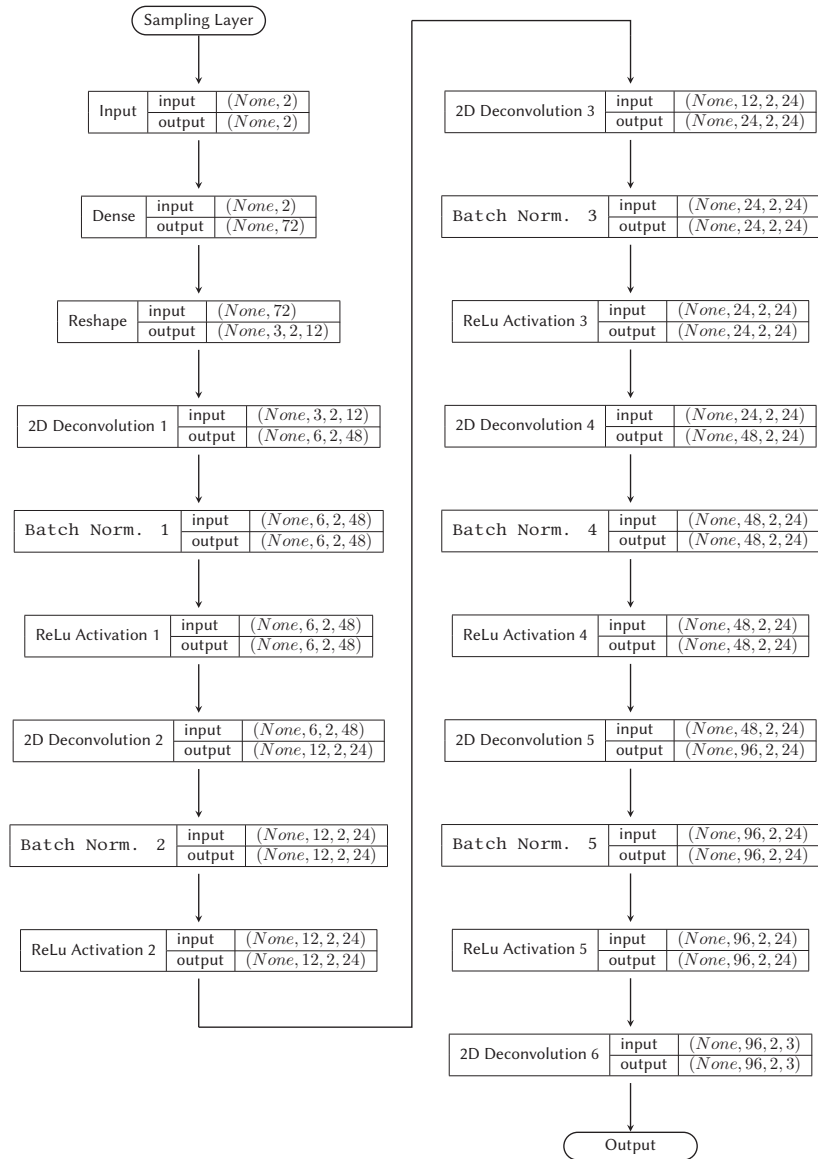 Sampling Layer
Input input (None, 2)
output (None, 2)
Dense input (None, 2)
output (None, 72)
Reshape input (None, 72)
output (None, 3, 2, 12)
2D Deconvolution 1 input (None, 3, 2, 12)
output (None, 6, 2, 48)
Batch Norm. 1 input (None, 6, 2, 48)
output (None, 6, 2, 48)
ReLu Activation 1 input (None, 6, 2, 48)
output (None, 6, 2, 48)
2D Deconvolution 2 input (None, 6, 2, 48)
output (None, 12, 2, 24)
Batch Norm. 2 input (None, 12, 2, 24)
output (None, 12, 2, 24)
ReLu Activation 2 input (None, 12, 2, 24)
output (None, 12, 2, 24)
2D Deconvolution 3 input (None, 12, 2, 24)
output (None, 24, 2, 24)
Batch Norm. 3 input (None, 24, 2, 24)
output (None, 24, 2, 24)
ReLu Activation 3 input (None, 24, 2, 24)
output (None, 24, 2, 24)
2D Deconvolution 4 input (None, 24, 2, 24)
output (None, 48, 2, 24)
Batch Norm. 4 input (None, 48, 2, 24)
output (None, 48, 2, 24)
ReLu Activation 4 input (None, 48, 2, 24)
output (None, 48, 2, 24)
2D Deconvolution 5 input (None, 48, 2, 24)
output (None, 96, 2, 24)
Batch Norm. 5 input (None, 96, 2, 24)
output (None, 96, 2, 24)
ReLu Activation 5 input (None, 96, 2, 24)
output (None, 96, 2, 24)
2D Deconvolution 6 input (None, 96, 2, 3)
output (None, 96, 2, 3)
Output